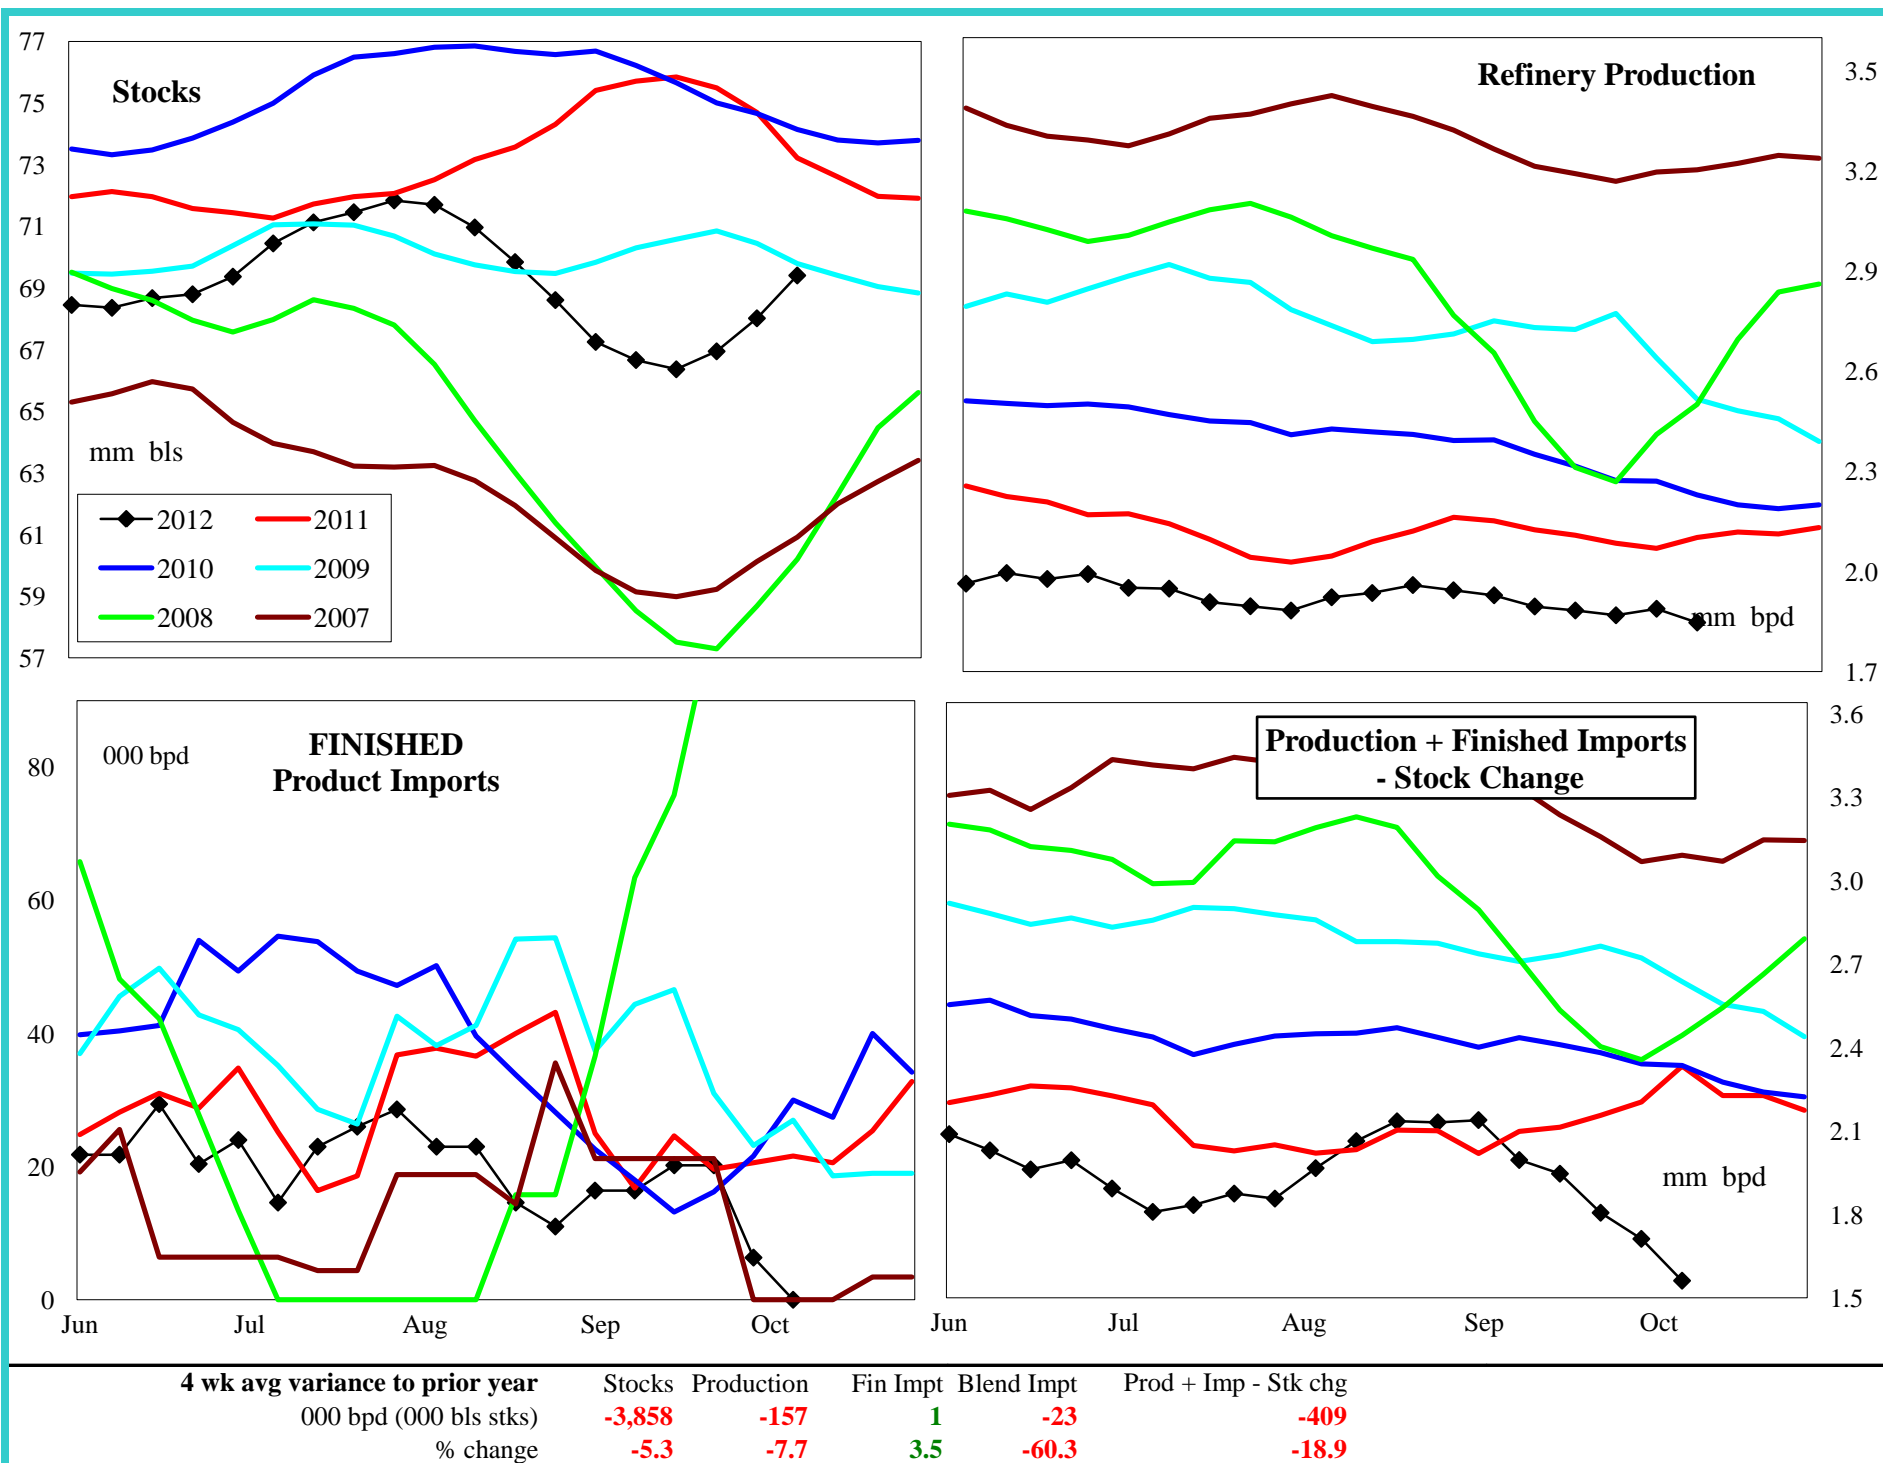 Stocks
77
75
73
71
69
67
65
63
61
59
57
mm bls
2012
2011
2010
2009
2008
2007
Refinery Production
3.5
3.2
2.9
2.6
2.3
2.0
1.7
mm bpd
FINISHED
Product Imports
000 bpd
80
60
40
20
0
Jun Jul Aug Sep Oct
Production + Finished Imports
- Stock Change
3.6
3.3
3.0
2.7
2.4
2.1
1.8
1.5
mm bpd
Jun Jul Aug Sep Oct
4 wk avg variance to prior year Stocks Production Fin Impt Blend Impt Prod + Imp - Stk chg
000 bpd (000 bls stks) -3,858 -157 1 -23 -409
% change -5.3 -7.7 3.5 -60.3 -18.9